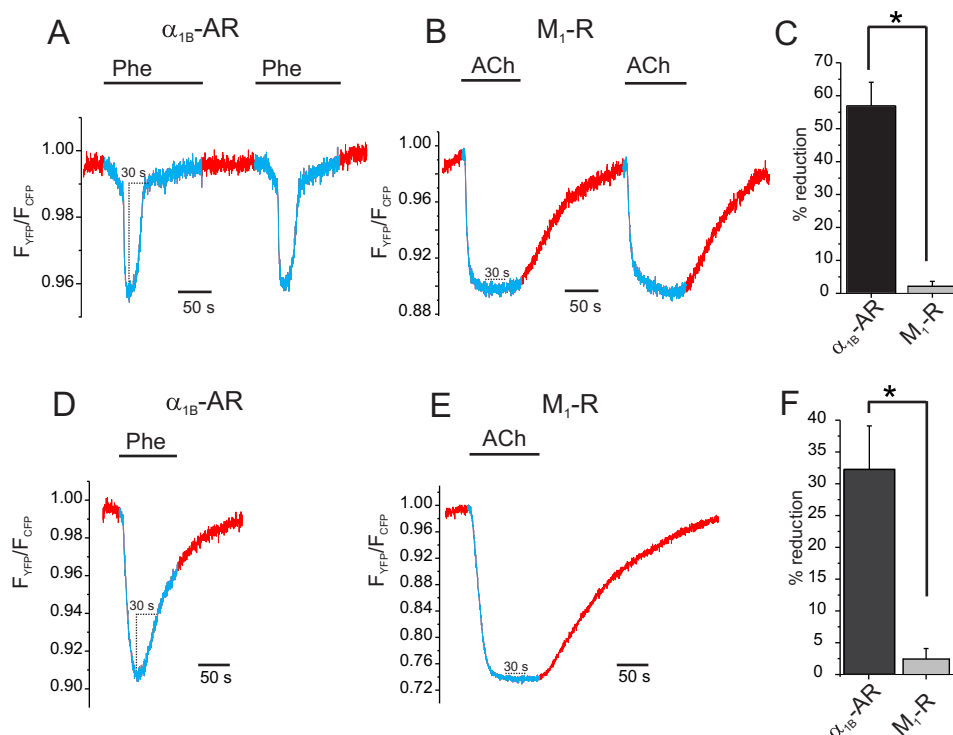 A α1B-AR
Phe Phe
FYFP/FCFP
1.00
0.98
0.96
30 s
50 s
B M1-R
ACh ACh
1.00
0.96
0.92
0.88
30 s
50 s
C
*
% reduction
70
60
50
40
30
20
10
0
α1B-AR M1-R
D α1B-AR
Phe
FYFP/FCFP
1.00
0.98
0.96
0.94
0.91
0.90
30 s
50 s
E M1-R
ACh
FYFP/FCFP
1.00
0.96
0.92
0.88
0.84
0.80
0.76
0.72
30 s
50 s
F
*
% reduction
40
35
30
25
20
15
10
5
0
α1B-AR M1-R